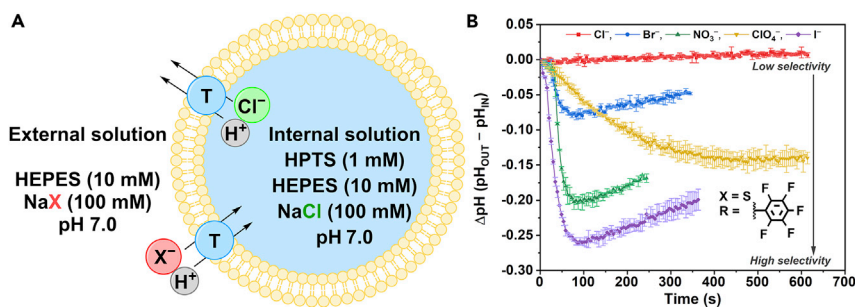 A
T
Cl⁻
H⁺
External solution
HEPES (10 mM)
NaX (100 mM)
pH 7.0
Internal solution
HPTS (1 mM)
HEPES (10 mM)
NaCl (100 mM)
pH 7.0
X⁻
T
H⁺
B
Cl⁻, Br⁻, NO₃⁻, ClO₄⁻, I⁻
Low selectivity
0.05
0.00
-0.05
-0.10
-0.15
-0.20
-0.25
-0.30
ΔpH (pH_OUT – pH_IN)
X = S
R =
F
F
F
F
F
High selectivity
0 100 200 300 400 500 600 700
Time (s)